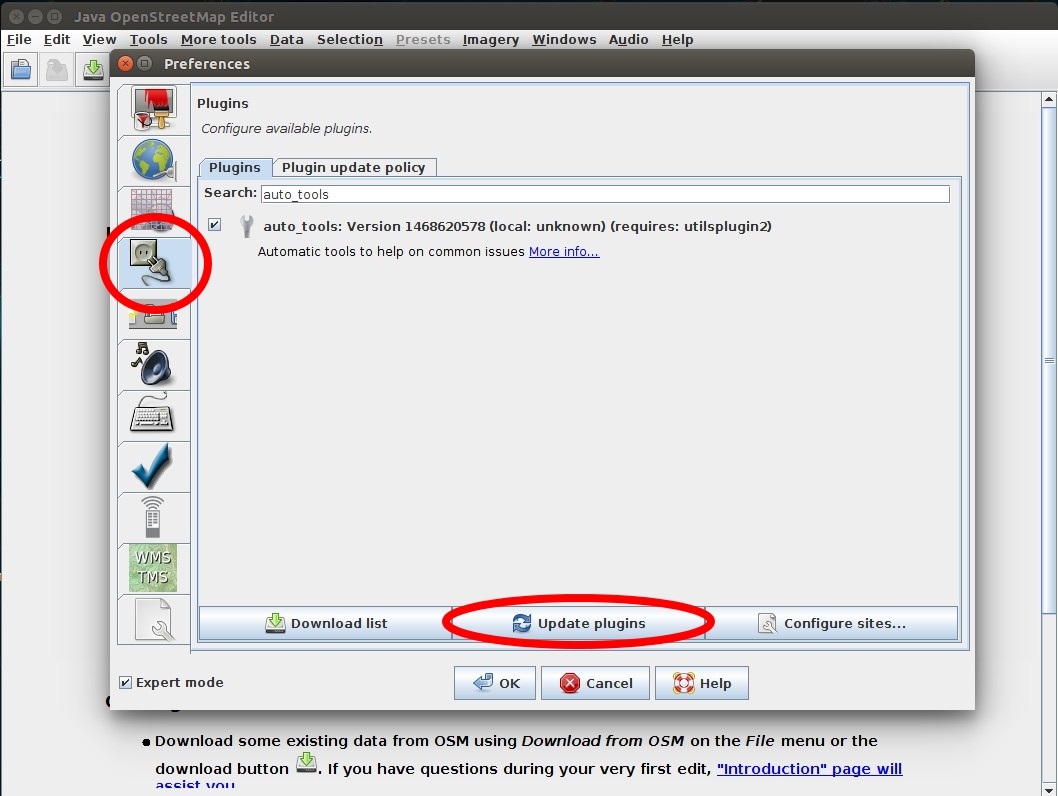 Java OpenStreetMap Editor
File Edit View Tools More tools Data Selection Presets Imagery Windows Audio Help
Preferences
Plugins
Configure available plugins.
Plugins Plugin update policy
Search: auto_tools
auto_tools: Version 1468620578 (local: unknown) (requires: utilsplugin2)
Automatic tools to help on common issues More info...
WMS
TMS
Download list Update plugins Configure sites...
Expert mode OK Cancel Help
Download some existing data from OSM using Download from OSM on the File menu or the
download button . If you have questions during your very first edit, "Introduction" page will
assist you